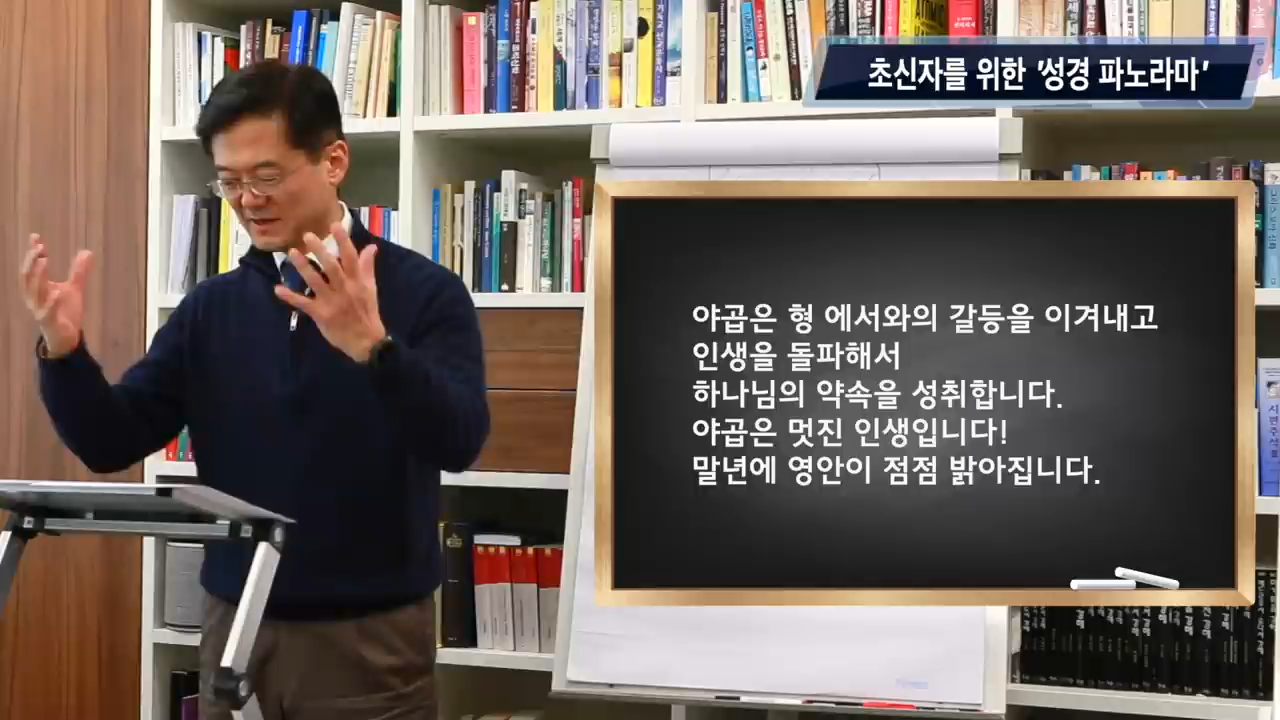 초신자를 위한 '성경 파노라마'
야곱은 형 에서와의 갈등을 이겨내고
인생을 돌파해서
하나님의 약속을 성취합니다.
야곱은 멋진 인생입니다!
말년에 영안이 점점 밝아집니다.